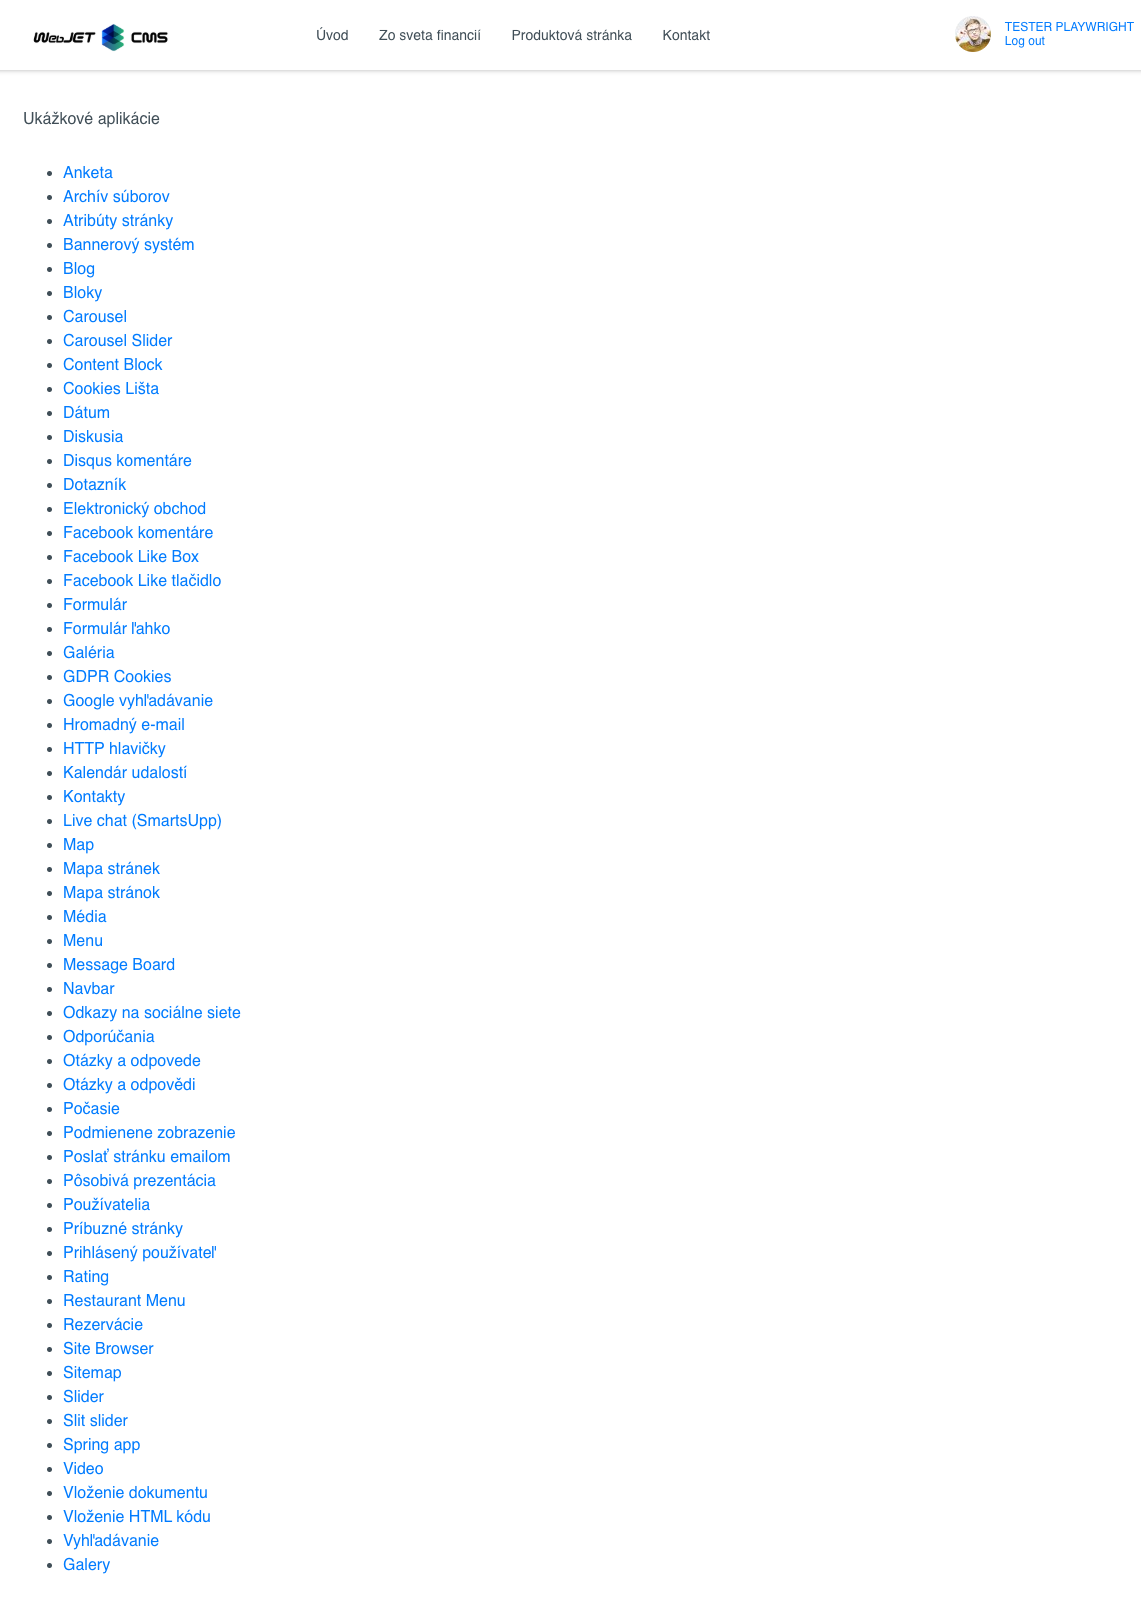 WebJET CMS
Úvod
Zo sveta financií
Produktová stránka
Kontakt
TESTER PLAYWRIGHT
Log out
Ukážkové aplikácie
Anketa
Archív súborov
Atribúty stránky
Bannerový systém
Blog
Bloky
Carousel
Carousel Slider
Content Block
Cookies Lišta
Dátum
Diskusia
Disqus komentáre
Dotazník
Elektronický obchod
Facebook komentáre
Facebook Like Box
Facebook Like tlačidlo
Formulár
Formulár ľahko
Galéria
GDPR Cookies
Google vyhľadávanie
Hromadný e-mail
HTTP hlavičky
Kalendár udalostí
Kontakty
Live chat (SmartsUpp)
Map
Mapa stránek
Mapa stránok
Média
Menu
Message Board
Navbar
Odkazy na sociálne siete
Odporúčania
Otázky a odpovede
Otázky a odpovědi
Počasie
Podmienene zobrazenie
Poslať stránku emailom
Pôsobivá prezentácia
Používatelia
Príbuzné stránky
Prihlásený používateľ
Rating
Restaurant Menu
Rezervácie
Site Browser
Sitemap
Slider
Slit slider
Spring app
Video
Vloženie dokumentu
Vloženie HTML kódu
Vyhľadávanie
Galery